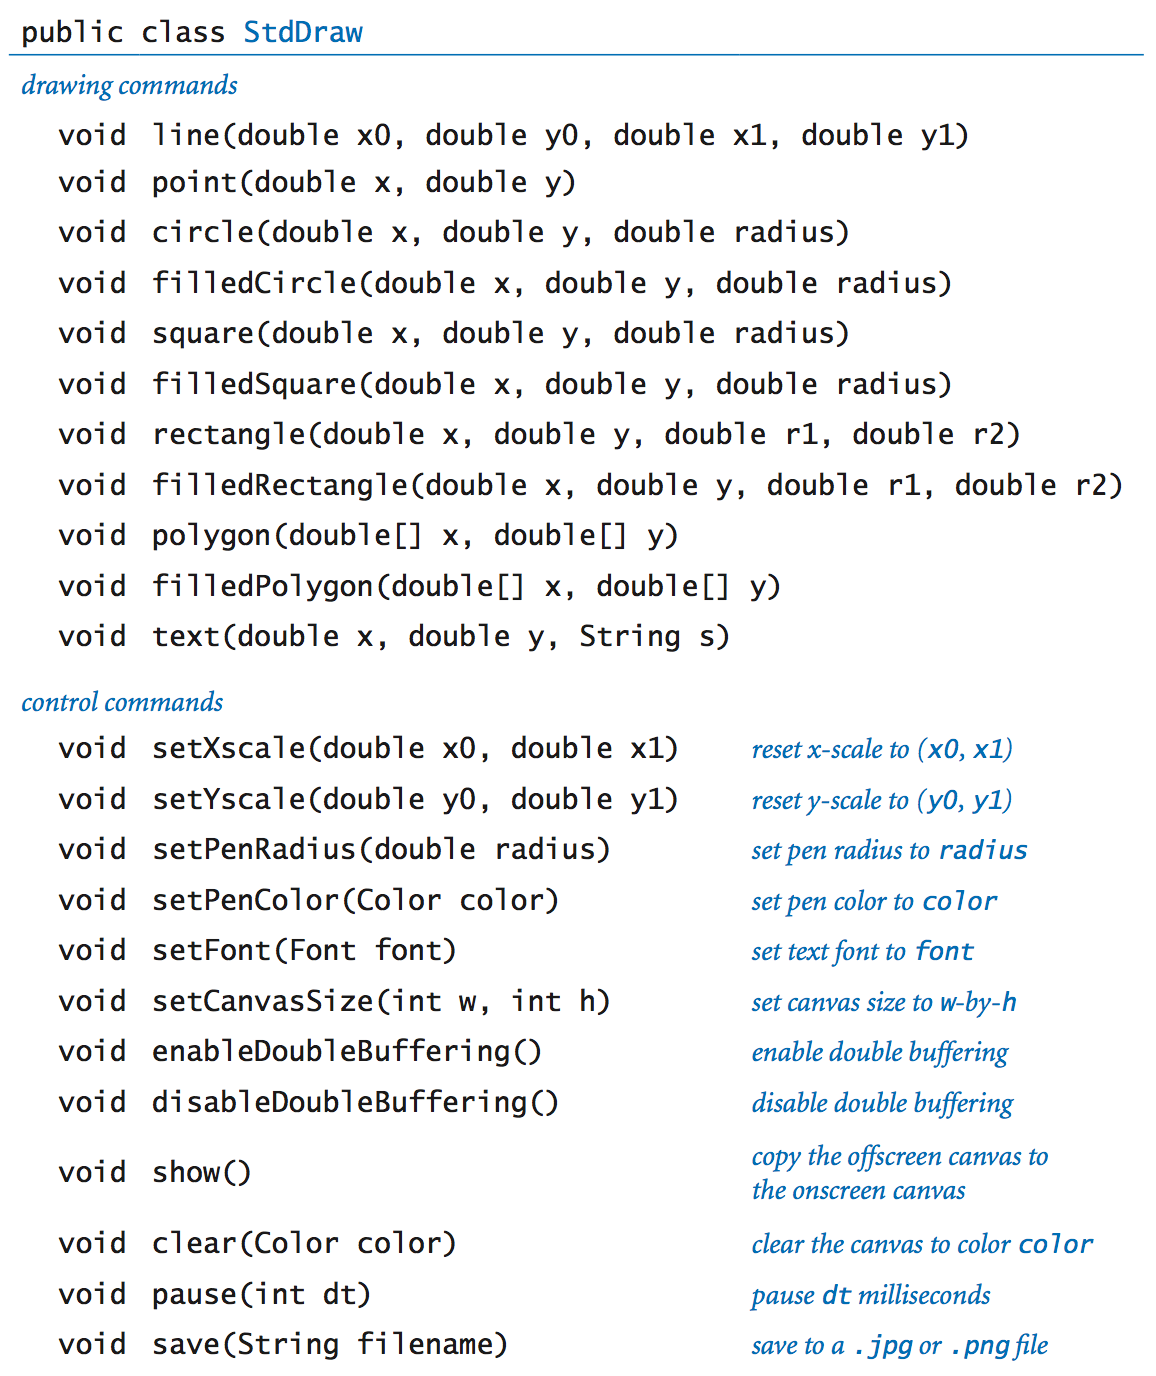 public class StdDraw
drawing commands
void line(double x0, double y0, double x1, double y1)
void point(double x, double y)
void circle(double x, double y, double radius)
void filledCircle(double x, double y, double radius)
void square(double x, double y, double radius)
void filledSquare(double x, double y, double radius)
void rectangle(double x, double y, double r1, double r2)
void filledRectangle(double x, double y, double r1, double r2)
void polygon(double[] x, double[] y)
void filledPolygon(double[] x, double[] y)
void text(double x, double y, String s)
control commands
void setXscale(double x0, double x1) reset x-scale to (x0, x1)
void setYscale(double y0, double y1) reset y-scale to (y0, y1)
void setPenRadius(double radius) set pen radius to radius
void setPenColor(Color color) set pen color to color
void setFont(Font font) set text font to font
void setCanvasSize(int w, int h) set canvas size to w-by-h
void enableDoubleBuffering() enable double buffering
void disableDoubleBuffering() disable double buffering
void show() copy the offscreen canvas to
the onscreen canvas
void clear(Color color) clear the canvas to color color
void pause(int dt) pause dt milliseconds
void save(String filename) save to a .jpg or .png file